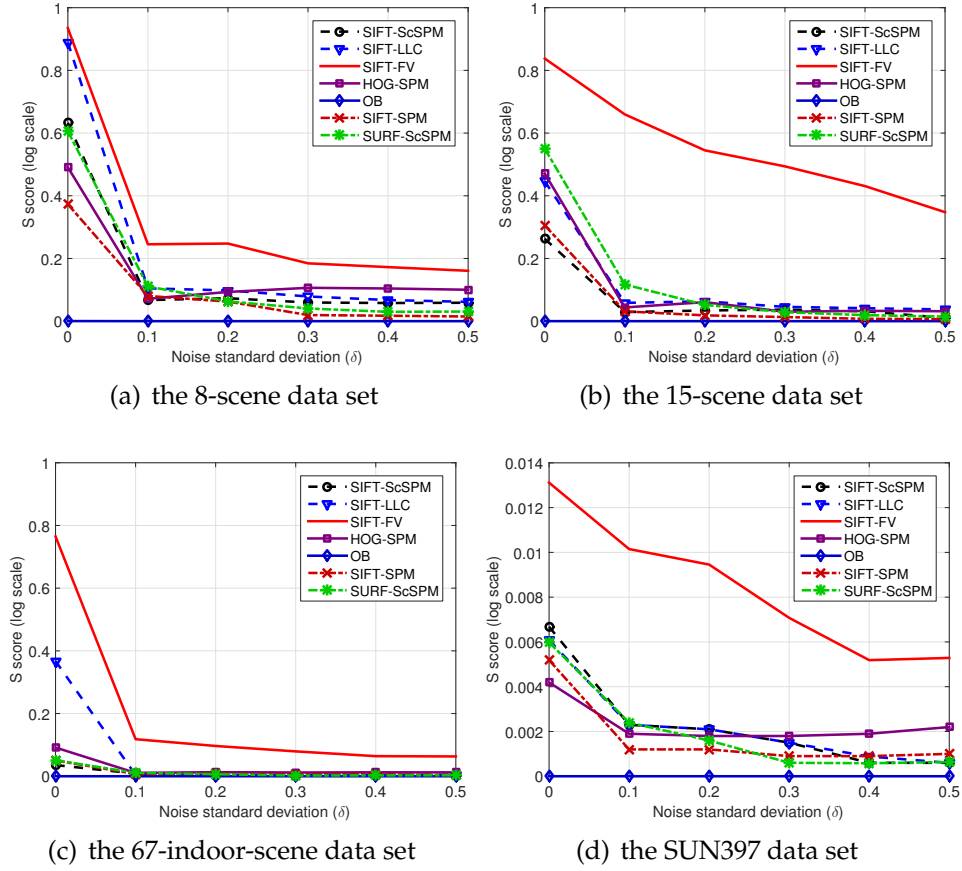 1
0.8
0.6
0.4
0.2
0
S score (log scale)
0 0.1 0.2 0.3 0.4 0.5
Noise standard deviation (δ)
SIFT-ScSPM
SIFT-LLC
SIFT-FV
HOG-SPM
OB
SIFT-SPM
SURF-ScSPM
(a) the 8-scene data set
1
0.8
0.6
0.4
0.2
0
S score (log scale)
0 0.1 0.2 0.3 0.4 0.5
Noise standard deviation (δ)
SIFT-ScSPM
SIFT-LLC
SIFT-FV
HOG-SPM
OB
SIFT-SPM
SURF-ScSPM
(b) the 15-scene data set
1
0.8
0.6
0.4
0.2
0
S score (log scale)
0 0.1 0.2 0.3 0.4 0.5
Noise standard deviation (δ)
SIFT-ScSPM
SIFT-LLC
SIFT-FV
HOG-SPM
OB
SIFT-SPM
SURF-ScSPM
(c) the 67-indoor-scene data set
0.014
0.012
0.01
0.008
0.006
0.004
0.002
0
S score (log scale)
0 0.1 0.2 0.3 0.4 0.5
Noise standard deviation (δ)
SIFT-ScSPM
SIFT-LLC
SIFT-FV
HOG-SPM
OB
SIFT-SPM
SURF-ScSPM
(d) the SUN397 data set